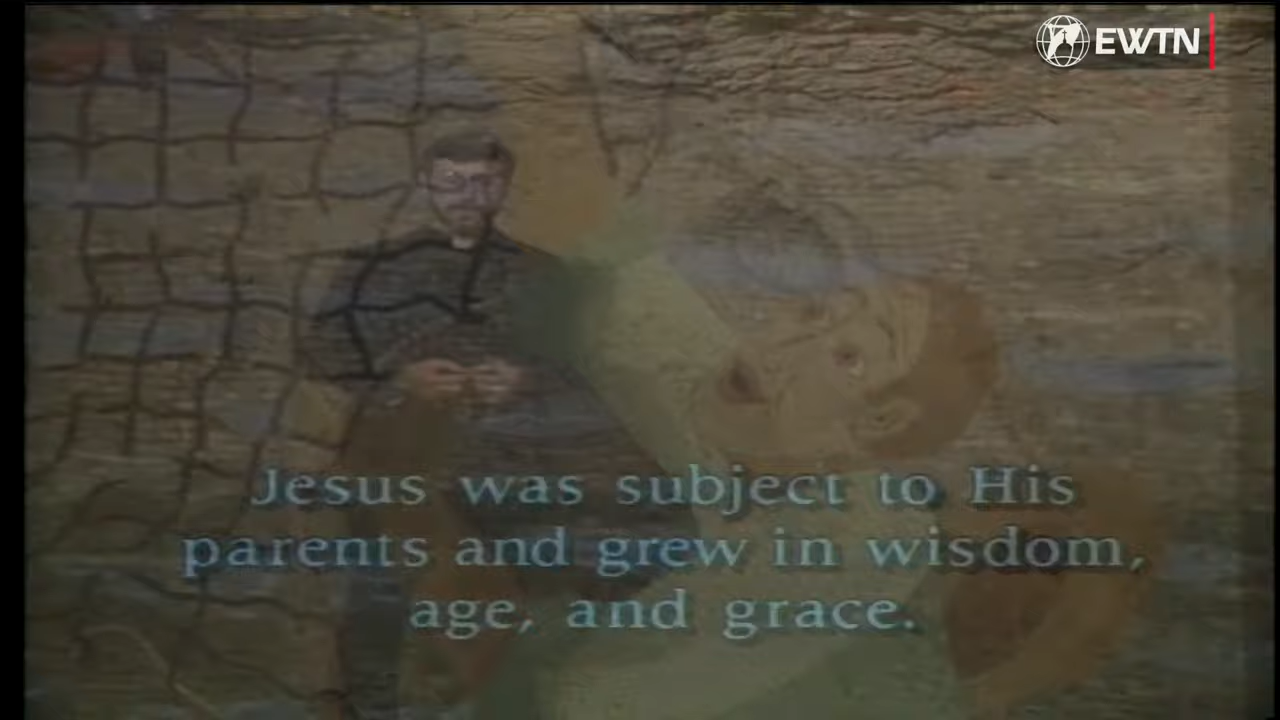 EWTN
Jesus was subject to His
parents and grew in wisdom,
age, and grace.